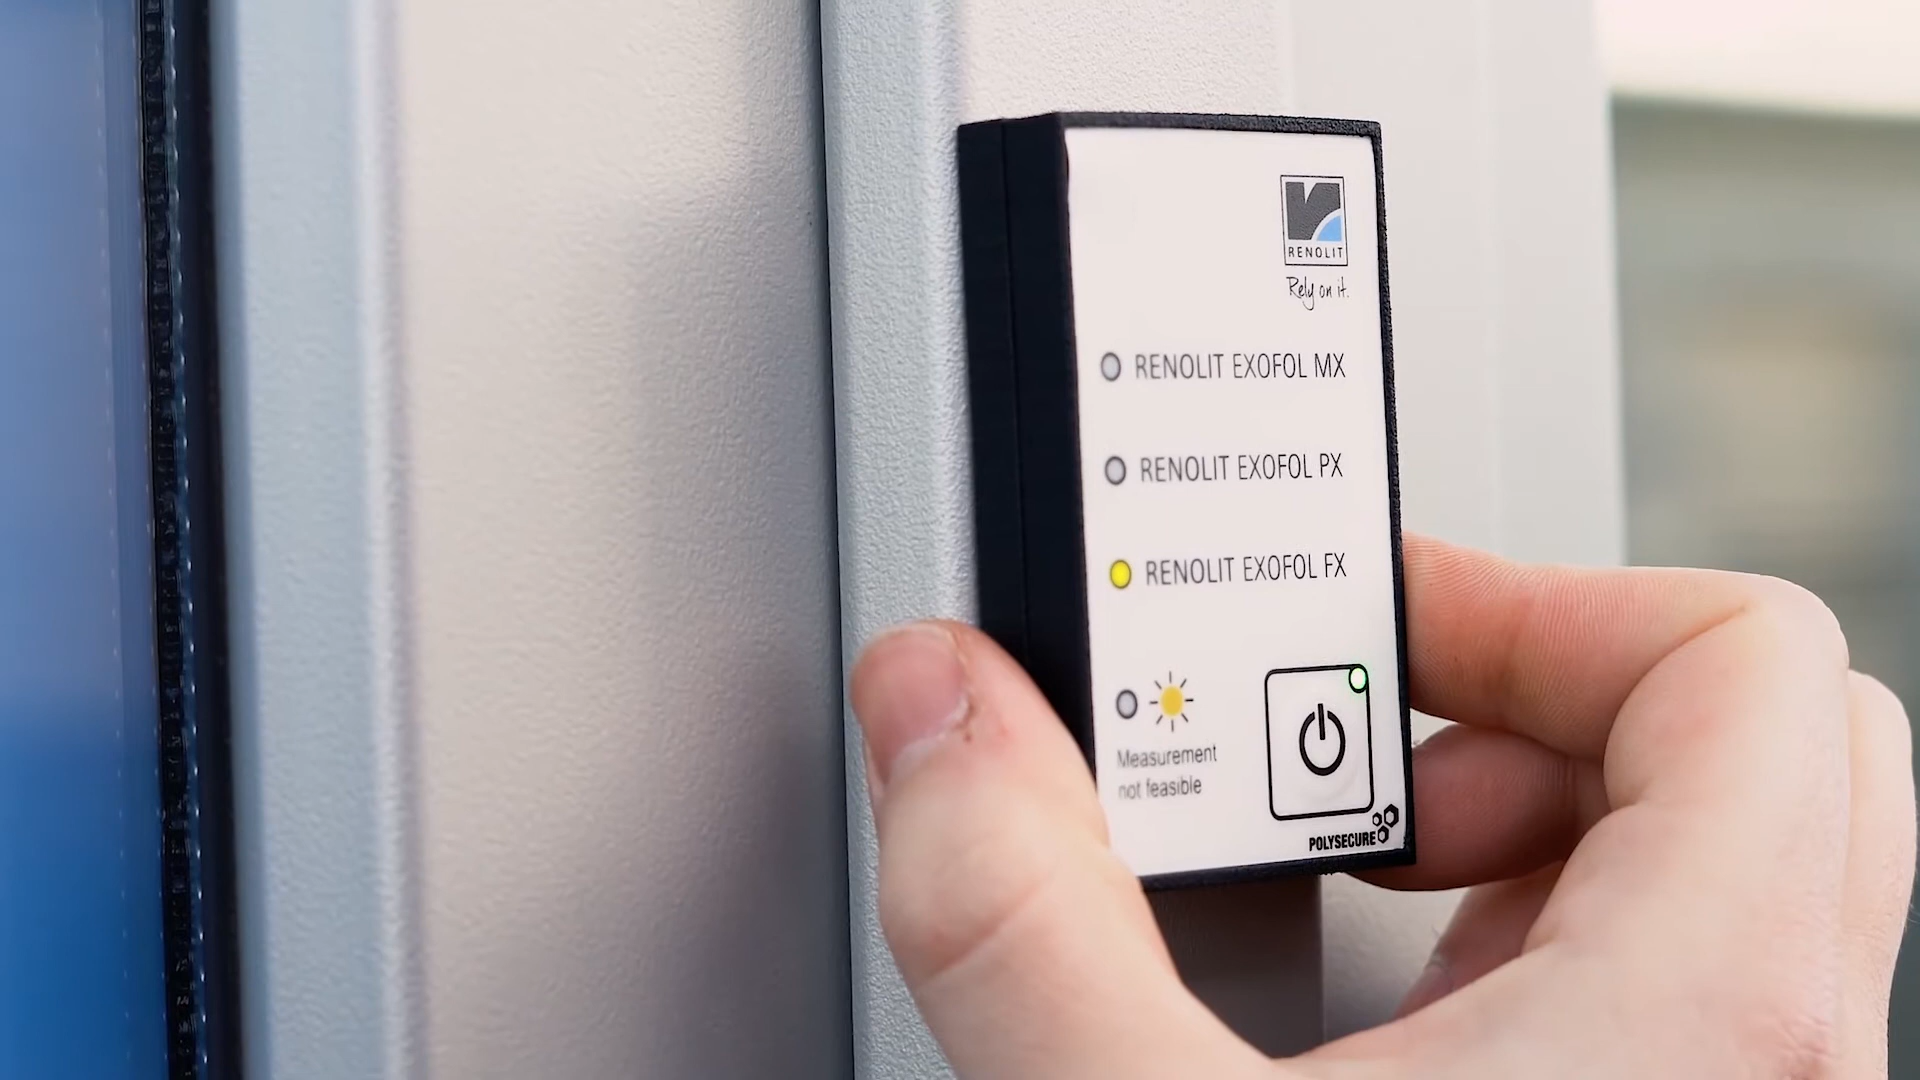 RENOLIT
Rely on it.
RENOLIT EXOFOL MX
RENOLIT EXOFOL PX
RENOLIT EXOFOL FX
Measurement
not feasible
POLYSECURE